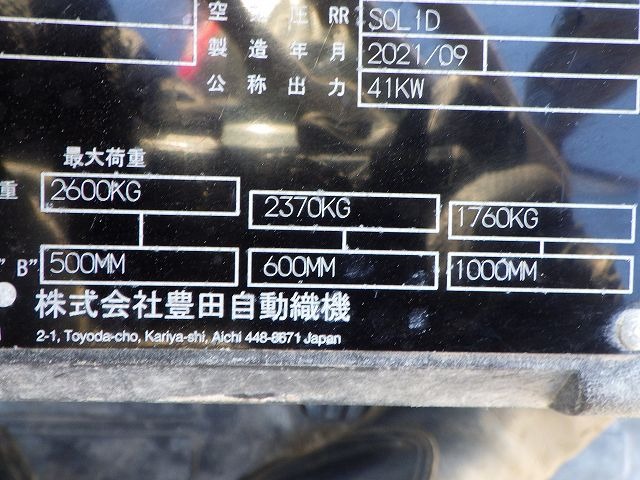 空気圧 RR SOLID
製造年月 2021/09
公称出力 41KW
最大荷重
重 2600KG 2370KG 1760KG
" B" 500MM 600MM 1000MM
株式会社豊田自動織機
2-1, Toyoda-cho, Kariya-shi, Aichi 448-8671 Japan